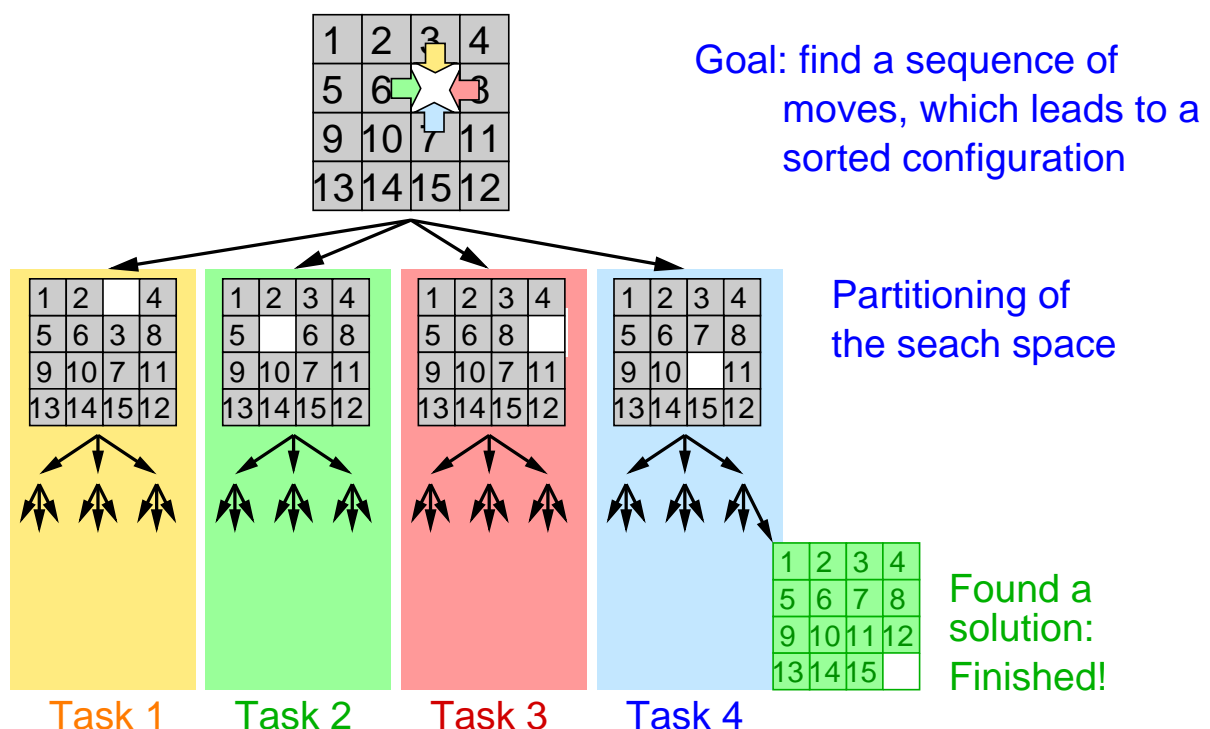 1 2 3 4
5 6 8
9 10 7 11
13 14 15 12
Goal: find a sequence of
moves, which leads to a
sorted configuration
1 2 4
5 6 3 8
9 10 7 11
13 14 15 12
1 2 3 4
5 6 8
9 10 7 11
13 14 15 12
1 2 3 4
5 6 8
9 10 7 11
13 14 15 12
1 2 3 4
5 6 7 8
9 10 11
13 14 15 12
Partitioning of
the seach space
1 2 3 4
5 6 7 8
9 10 11 12
13 14 15
Found a
solution:
Finished!
Task 1
Task 2
Task 3
Task 4